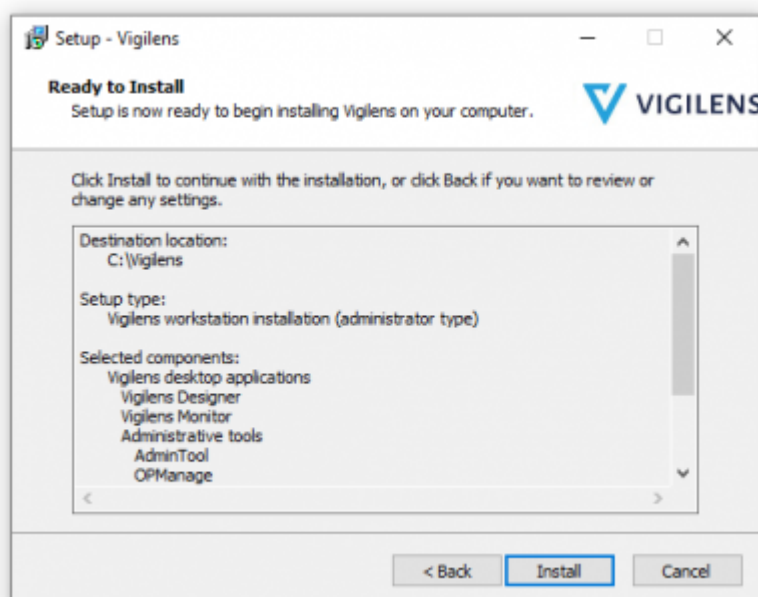 Setup - Vigilens
Ready to Install
Setup is now ready to begin installing Vigilens on your computer.
VIGILENS
Click Install to continue with the installation, or click Back if you want to review or
change any settings.
Destination location:
C:\Vigilens
Setup type:
Vigilens workstation installation (administrator type)
Selected components:
Vigilens desktop applications
Vigilens Designer
Vigilens Monitor
Administrative tools
AdminTool
OPManage
< Back
Install
Cancel